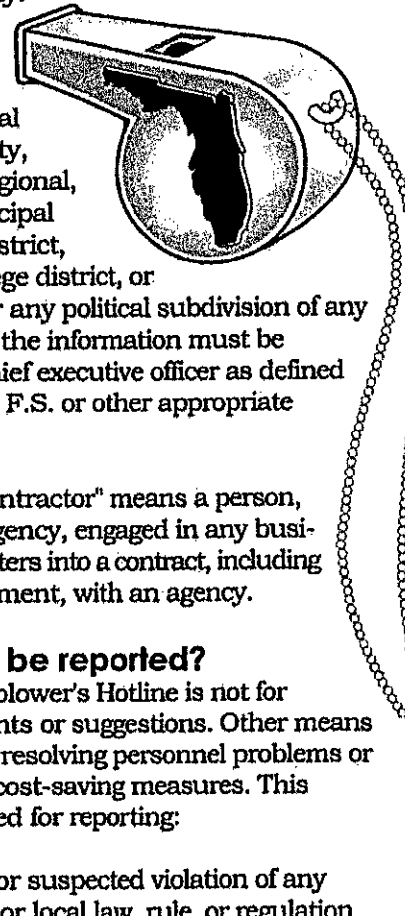 al
ty,
gional,
cipal
strict,
ege district, or
r any political subdivision of any
the information must be
hief executive officer as defined
F.S. or other appropriate
ontractor" means a person,
gency, engaged in any busi-
ters into a contract, including
ment, with an agency.
be reported?
blower's Hotline is not for
nts or suggestions. Other means
resolving personnel problems or
cost-saving measures. This
ed for reporting:
or suspected violation of any
or local law, rule, or regulation